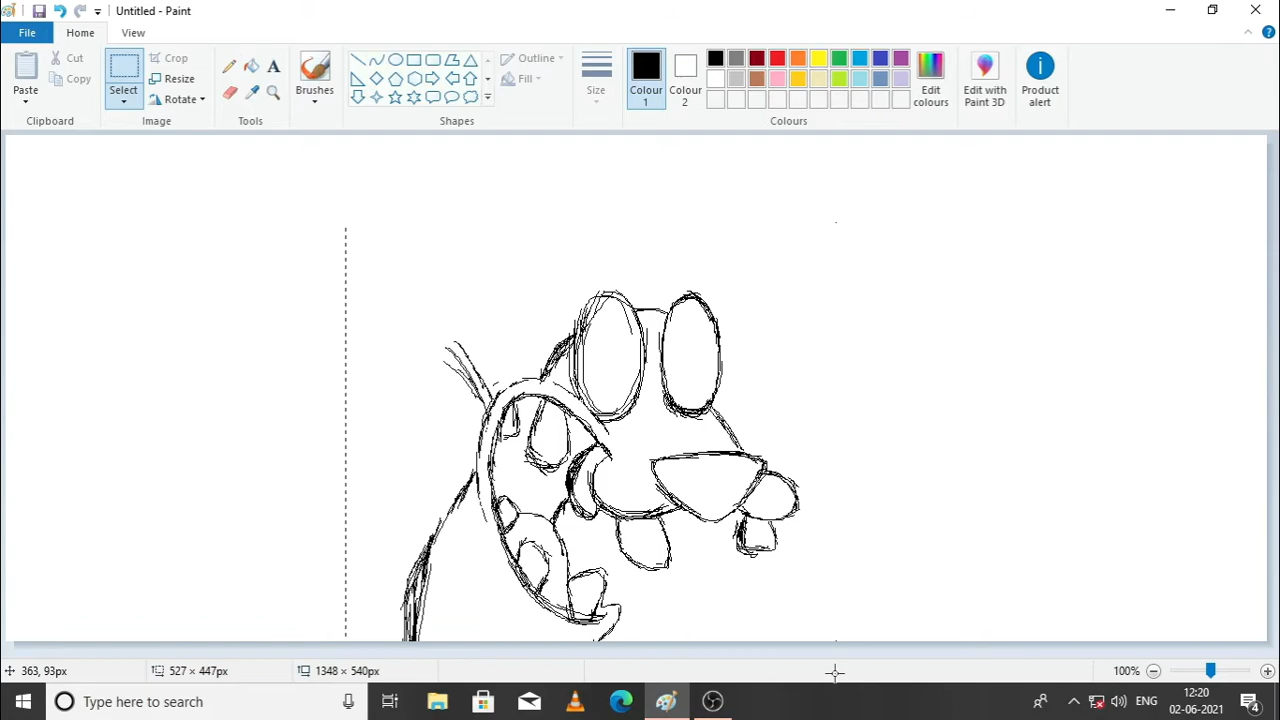 Untitled - Paint
File Home View
Cut
Copy
Paste
Clipboard
Crop
Resize
Rotate
Select
Image
A
Tools
Brushes
Outline
Fill
Shapes
Size
Colour 1
Colour 2
Edit colours
Colours
Edit with Paint 3D
Product alert
363, 93px 527 × 447px 1348 × 540px 100%
Type here to search ENG 12:20
02-06-2021 4